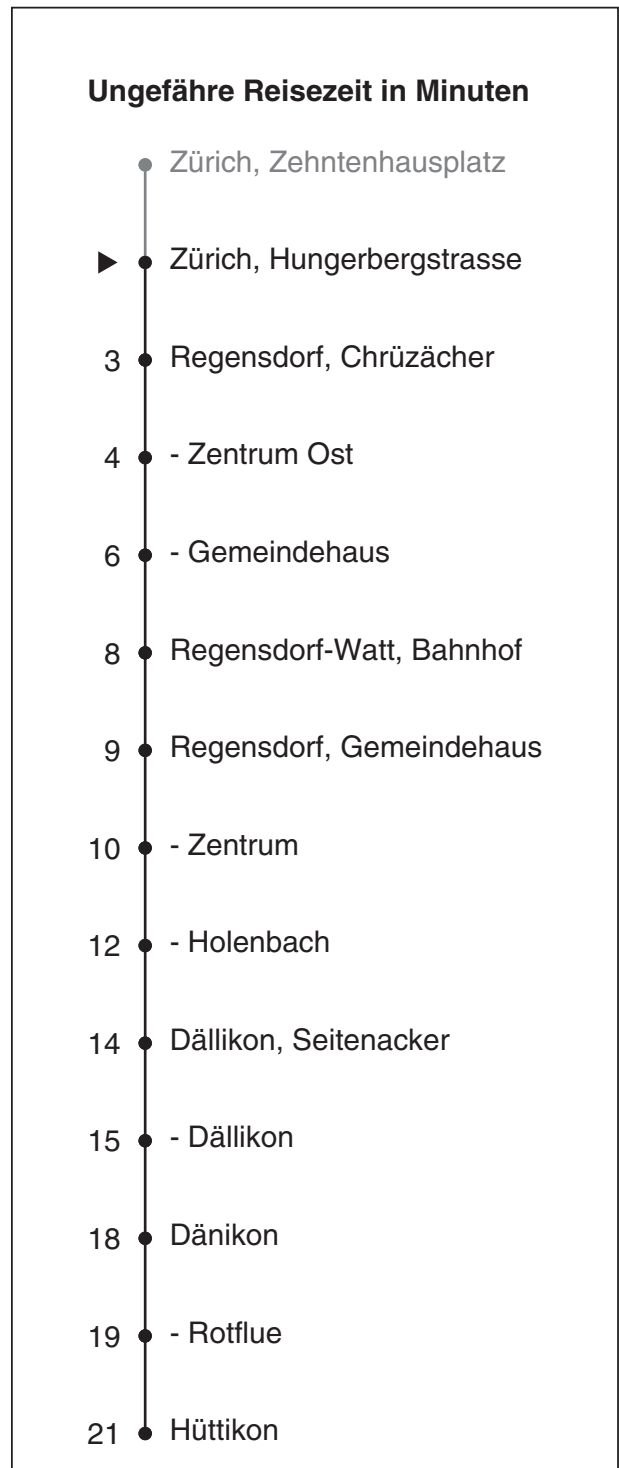 Ungefähre Reisezeit in Minuten
Zürich, Zehntenhausplatz
Zürich, Hungerbergstrasse
3 Regensdorf, Chrüzächer
4 - Zentrum Ost
6 - Gemeindehaus
8 Regensdorf-Watt, Bahnhof
9 Regensdorf, Gemeindehaus
10 - Zentrum
12 - Holenbach
14 Dällikon, Seitenacker
15 - Dällikon
18 Dänikon
19 - Rotflue
21 Hüttikon